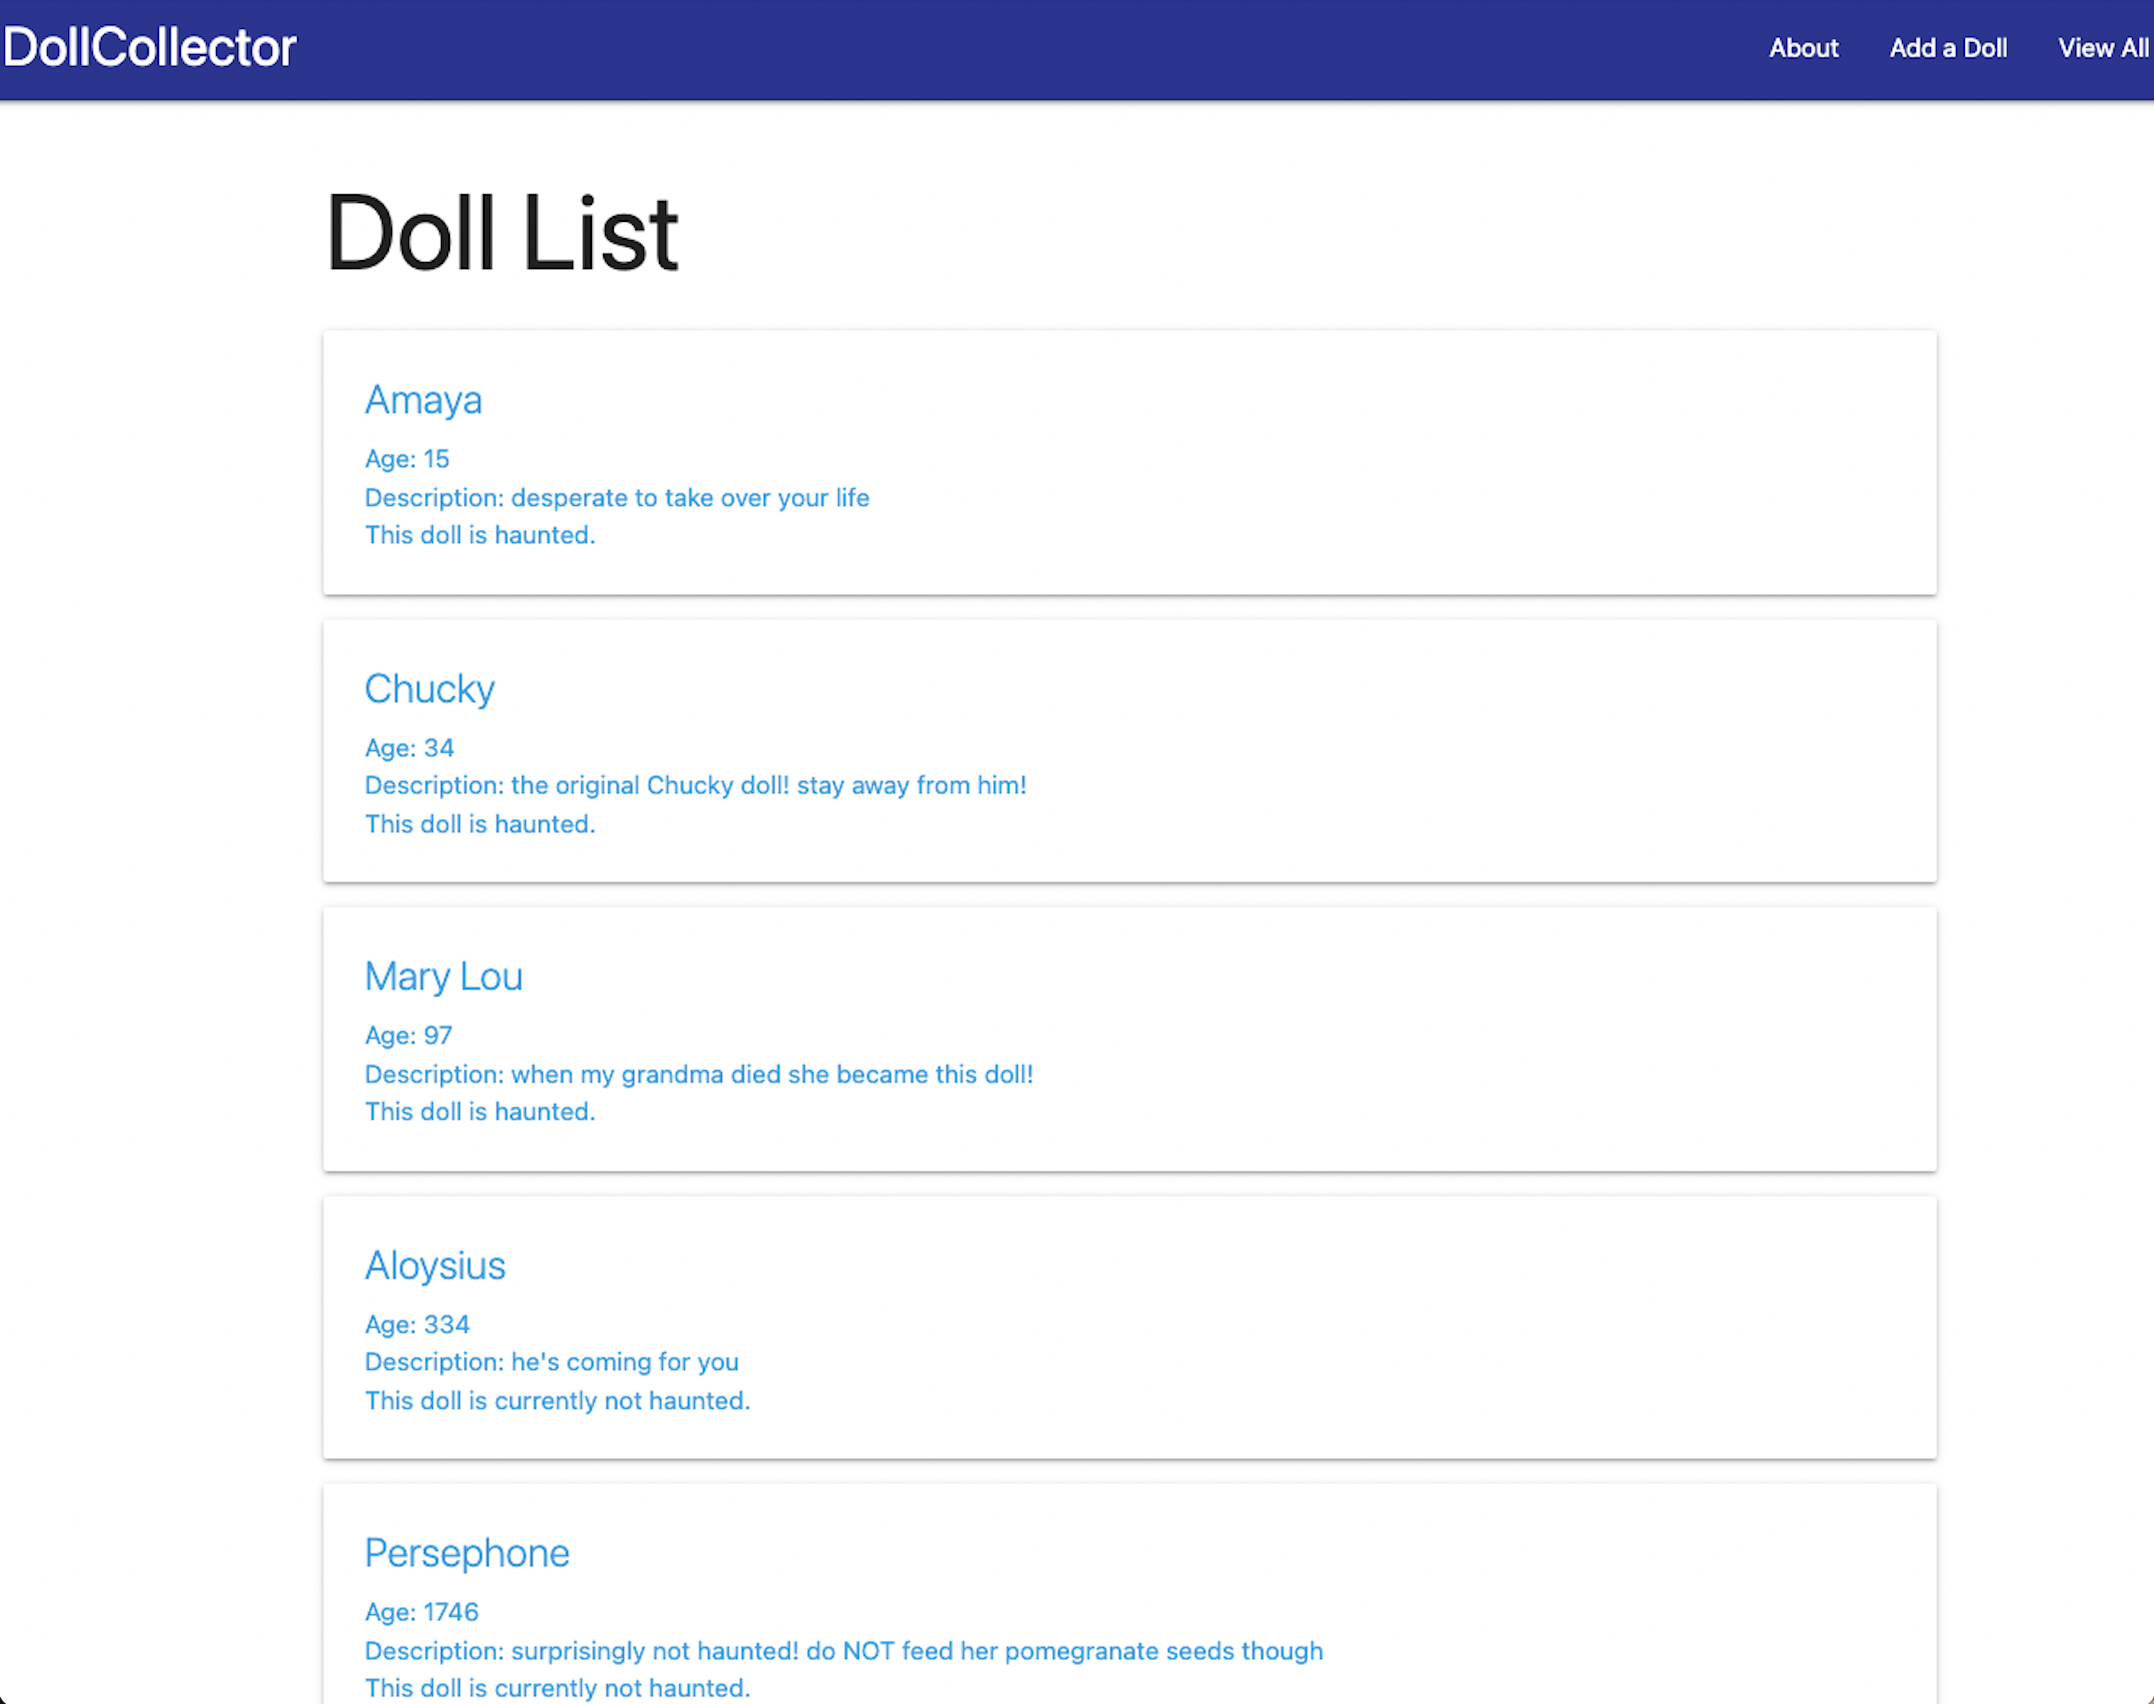 DollCollector
About
Add a Doll
View All
Doll List
Amaya
Age: 15
Description: desperate to take over your life
This doll is haunted.
Chucky
Age: 34
Description: the original Chucky doll! stay away from him!
This doll is haunted.
Mary Lou
Age: 97
Description: when my grandma died she became this doll!
This doll is haunted.
Aloysius
Age: 334
Description: he's coming for you
This doll is currently not haunted.
Persephone
Age: 1746
Description: surprisingly not haunted! do NOT feed her pomegranate seeds though
This doll is currently not haunted.